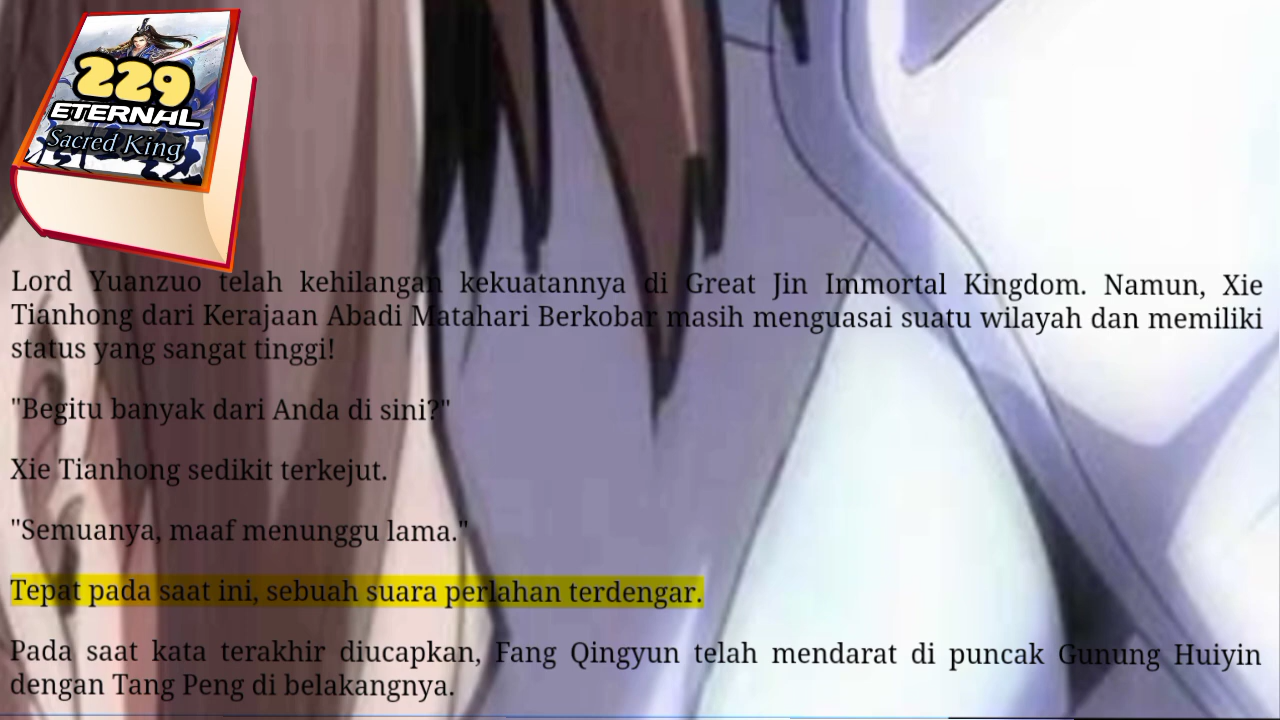 229
ETERNAL
Sacred King
Lord Yuanzuo telah kehilangan kekuatannya di Great Jin Immortal Kingdom. Namun, Xie
Tianhong dari Kerajaan Abadi Matahari Berkobar masih menguasai suatu wilayah dan memiliki
status yang sangat tinggi!
"Begitu banyak dari Anda di sini?"
Xie Tianhong sedikit terkejut.
"Semuanya, maaf menunggu lama."
Tepat pada saat ini, sebuah suara perlahan terdengar.
Pada saat kata terakhir diucapkan, Fang Qingyun telah mendarat di puncak Gunung Huiyin
dengan Tang Peng di belakangnya.